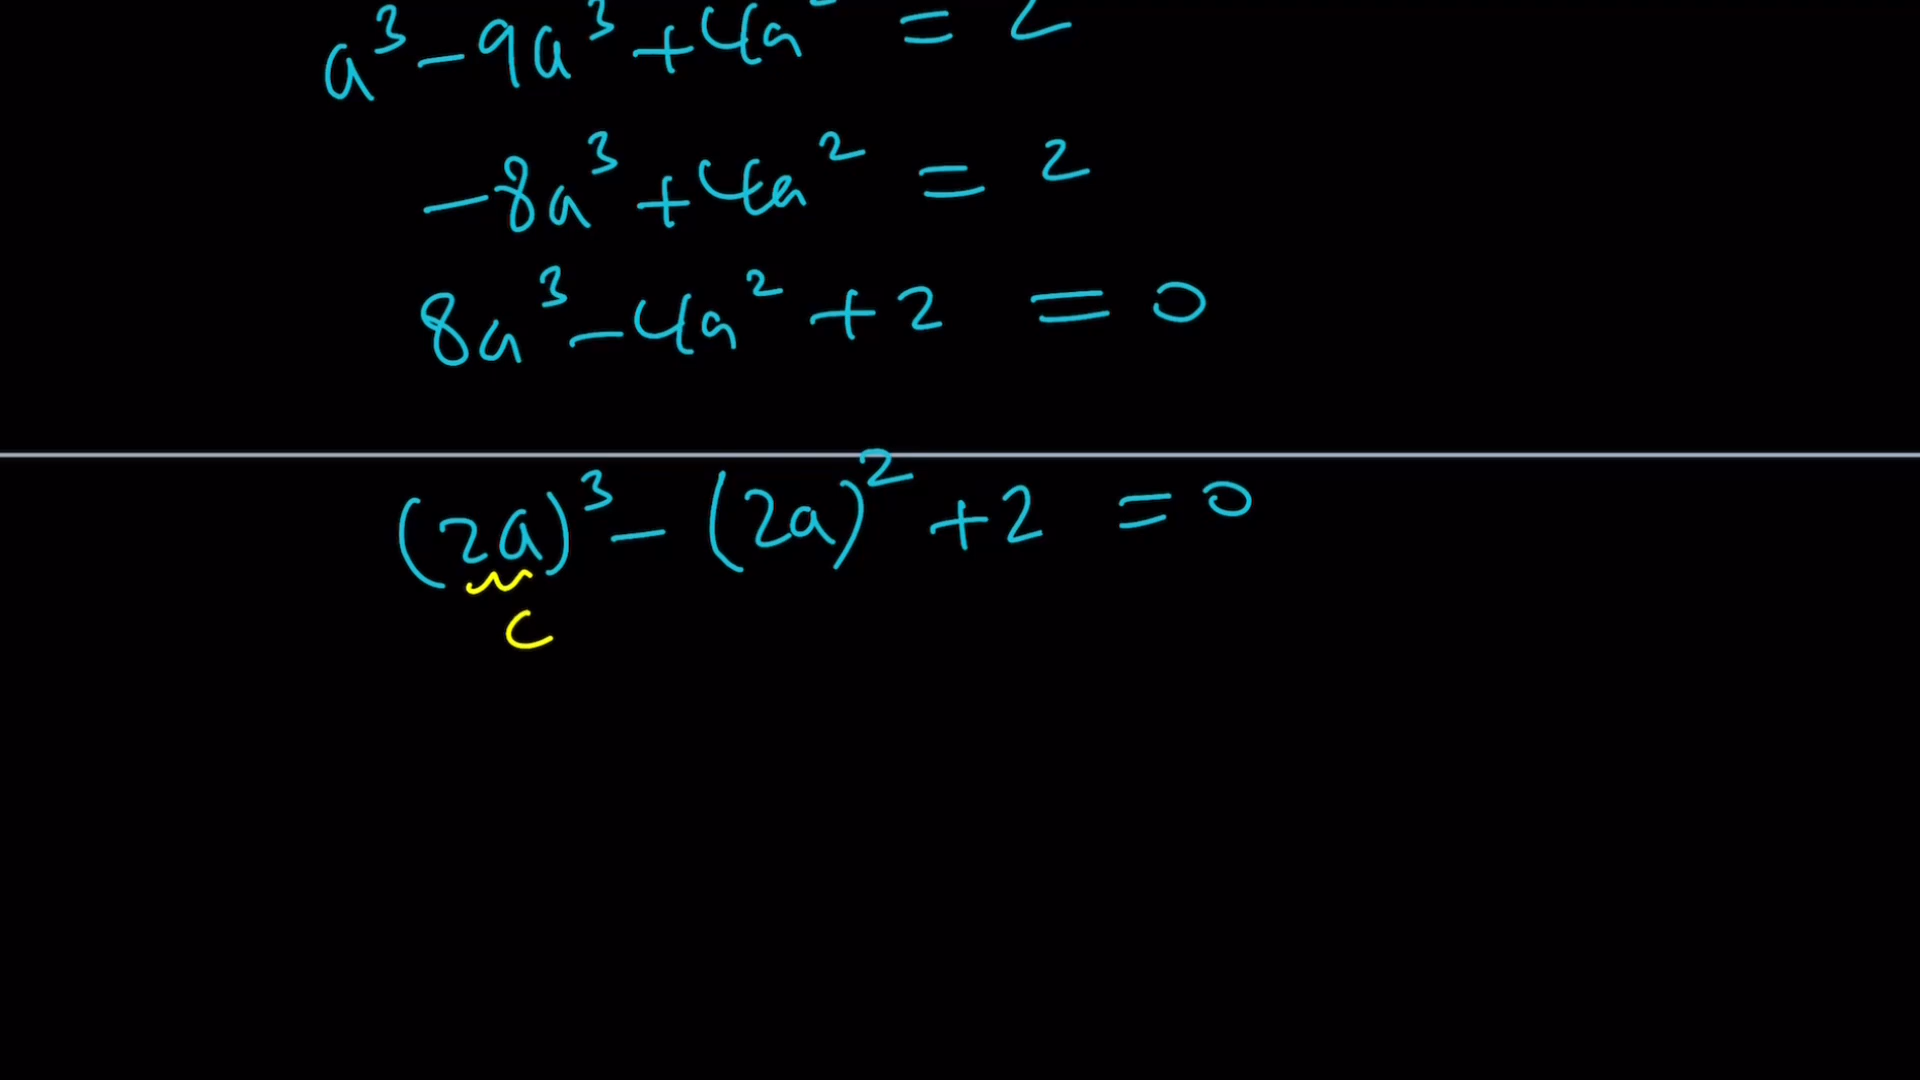 a³ - 9a³ + 4a² = 2
-8a³ + 4a² = 2
8a³ - 4a² + 2 = 0
(2a)³ - (2a)² + 2 = 0
c